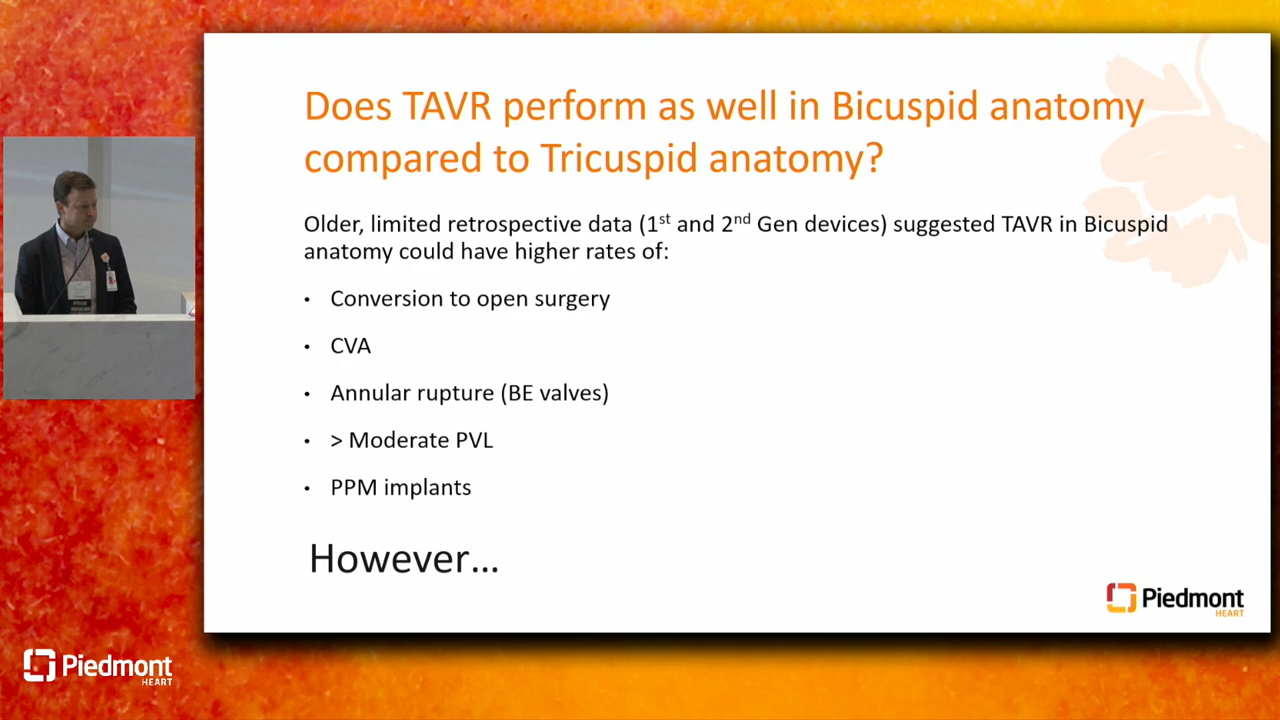 Does TAVR perform as well in Bicuspid anatomy
compared to Tricuspid anatomy?
Older, limited retrospective data (1st and 2nd Gen devices) suggested TAVR in Bicuspid
anatomy could have higher rates of:
• Conversion to open surgery
• CVA
• Annular rupture (BE valves)
• > Moderate PVL
• PPM implants
However...
Piedmont
HEART
Piedmont
HEART